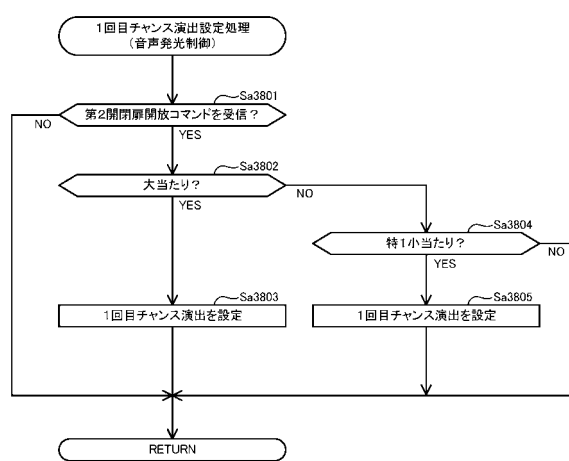 1回目チャンス演出設定処理
(音声発光制御)
Sa3801
第2開閉扉開放コマンドを受信?
NO
YES
Sa3802
大当たり?
NO
YES
Sa3804
特1小当たり?
NO
YES
Sa3803
1回目チャンス演出を設定
Sa3805
1回目チャンス演出を設定
RETURN